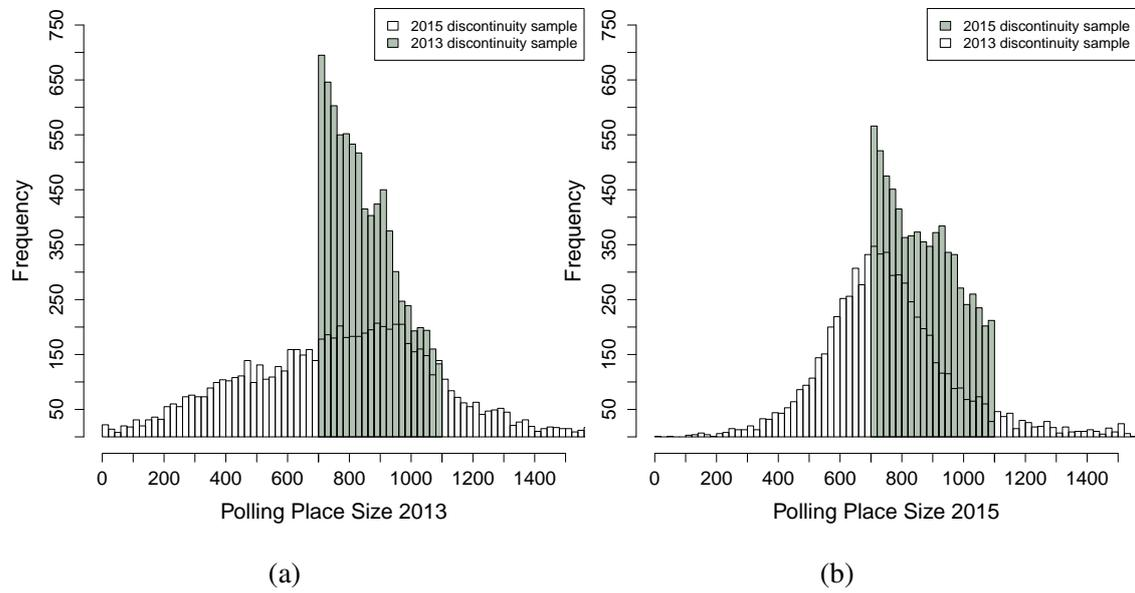 2015 discontinuity sample
2013 discontinuity sample
Frequency
750
650
550
450
350
250
150
50
0 200 400 600 800 1000 1200 1400
Polling Place Size 2013
(a)
2015 discontinuity sample
2013 discontinuity sample
Frequency
750
650
550
450
350
250
150
50
0 200 400 600 800 1000 1200 1400
Polling Place Size 2015
(b)